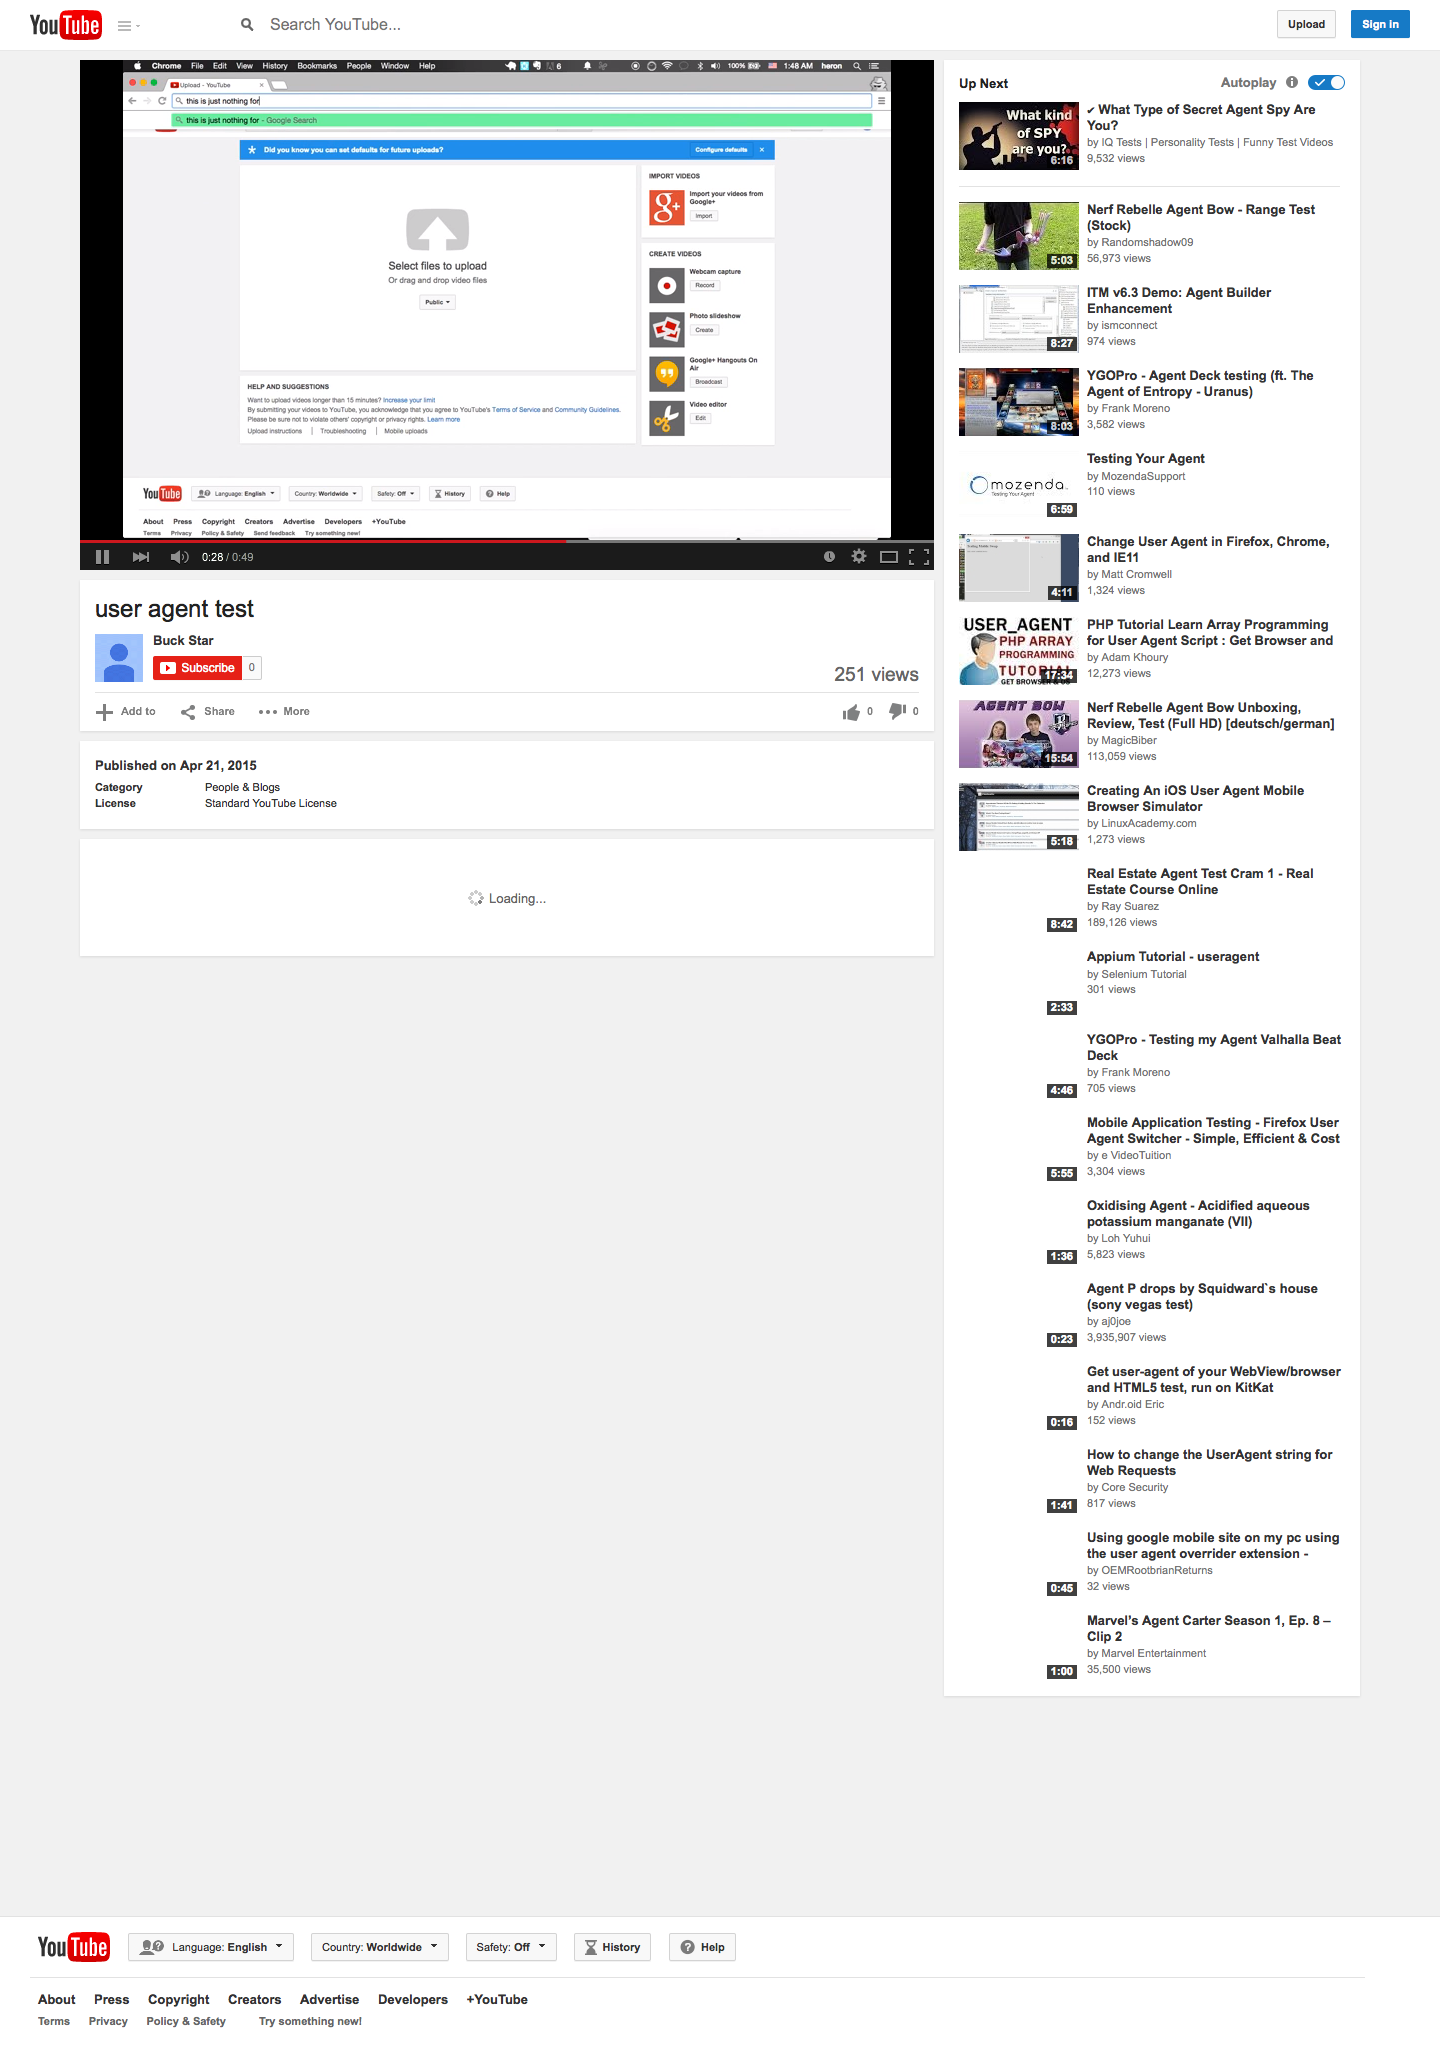 YouTube
Search YouTube...
Upload
Sign in
Chrome File Edit View History Bookmarks People Window Help
6 100% 1:48 AM heron
Upload - YouTube
this is just nothing for
this is just nothing for - Google Search
Did you know you can set defaults for future uploads?
Configure defaults
Select files to upload
Or drag and drop video files
Public
IMPORT VIDEOS
Import your videos from
Google+
Import
CREATE VIDEOS
Webcam capture
Record
Photo slideshow
Create
Google+ Hangouts On
Air
Broadcast
Video editor
Edit
HELP AND SUGGESTIONS
Want to upload videos longer than 15 minutes? Increase your limit
By submitting your videos to YouTube, you acknowledge that you agree to YouTube's Terms of Service and Community Guidelines.
Please be sure not to violate others' copyright or privacy rights. Learn more
Upload instructions Troubleshooting Mobile uploads
YouTube Language: English Country: Worldwide Safety: Off History Help
About Press Copyright Creators Advertise Developers +YouTube
Terms Privacy Policy & Safety Send feedback Try something new!
0:28 / 0:49
user agent test
Buck Star
Subscribe 0
251 views
Add to Share More
0 0
Published on Apr 21, 2015
Category People & Blogs
License Standard YouTube License
Loading...
Up Next
Autoplay
What kind
of SPY
are you?
6:16
✔ What Type of Secret Agent Spy Are
You?
by IQ Tests | Personality Tests | Funny Test Videos
9,532 views
5:03
Nerf Rebelle Agent Bow - Range Test
(Stock)
by Randomshadow09
56,973 views
8:27
ITM v6.3 Demo: Agent Builder
Enhancement
by ismconnect
974 views
8:03
YGOPro - Agent Deck testing (ft. The
Agent of Entropy - Uranus)
by Frank Moreno
3,582 views
mozenda
Testing Your Agent
6:59
Testing Your Agent
by MozendaSupport
110 views
4:11
Change User Agent in Firefox, Chrome,
and IE11
by Matt Cromwell
1,324 views
USER_AGENT
PHP ARRAY
PROGRAMMING
TUTORIAL
GET BROWSER & OS
17:34
PHP Tutorial Learn Array Programming
for User Agent Script : Get Browser and
by Adam Khoury
12,273 views
AGENT BOW
15:54
Nerf Rebelle Agent Bow Unboxing,
Review, Test (Full HD) [deutsch/german]
by MagicBiber
113,059 views
5:18
Creating An iOS User Agent Mobile
Browser Simulator
by LinuxAcademy.com
1,273 views
8:42
Real Estate Agent Test Cram 1 - Real
Estate Course Online
by Ray Suarez
189,126 views
2:33
Appium Tutorial - useragent
by Selenium Tutorial
301 views
4:46
YGOPro - Testing my Agent Valhalla Beat
Deck
by Frank Moreno
705 views
5:55
Mobile Application Testing - Firefox User
Agent Switcher - Simple, Efficient & Cost
by e VideoTuition
3,304 views
1:36
Oxidising Agent - Acidified aqueous
potassium manganate (VII)
by Loh Yuhui
5,823 views
0:23
Agent P drops by Squidward`s house
(sony vegas test)
by aj0joe
3,935,907 views
0:16
Get user-agent of your WebView/browser
and HTML5 test, run on KitKat
by Andr.oid Eric
152 views
1:41
How to change the UserAgent string for
Web Requests
by Core Security
817 views
0:45
Using google mobile site on my pc using
the user agent overrider extension -
by OEMRootbrianReturns
32 views
1:00
Marvel's Agent Carter Season 1, Ep. 8 –
Clip 2
by Marvel Entertainment
35,500 views
YouTube Language: English Country: Worldwide Safety: Off History Help
About Press Copyright Creators Advertise Developers +YouTube
Terms Privacy Policy & Safety Try something new!